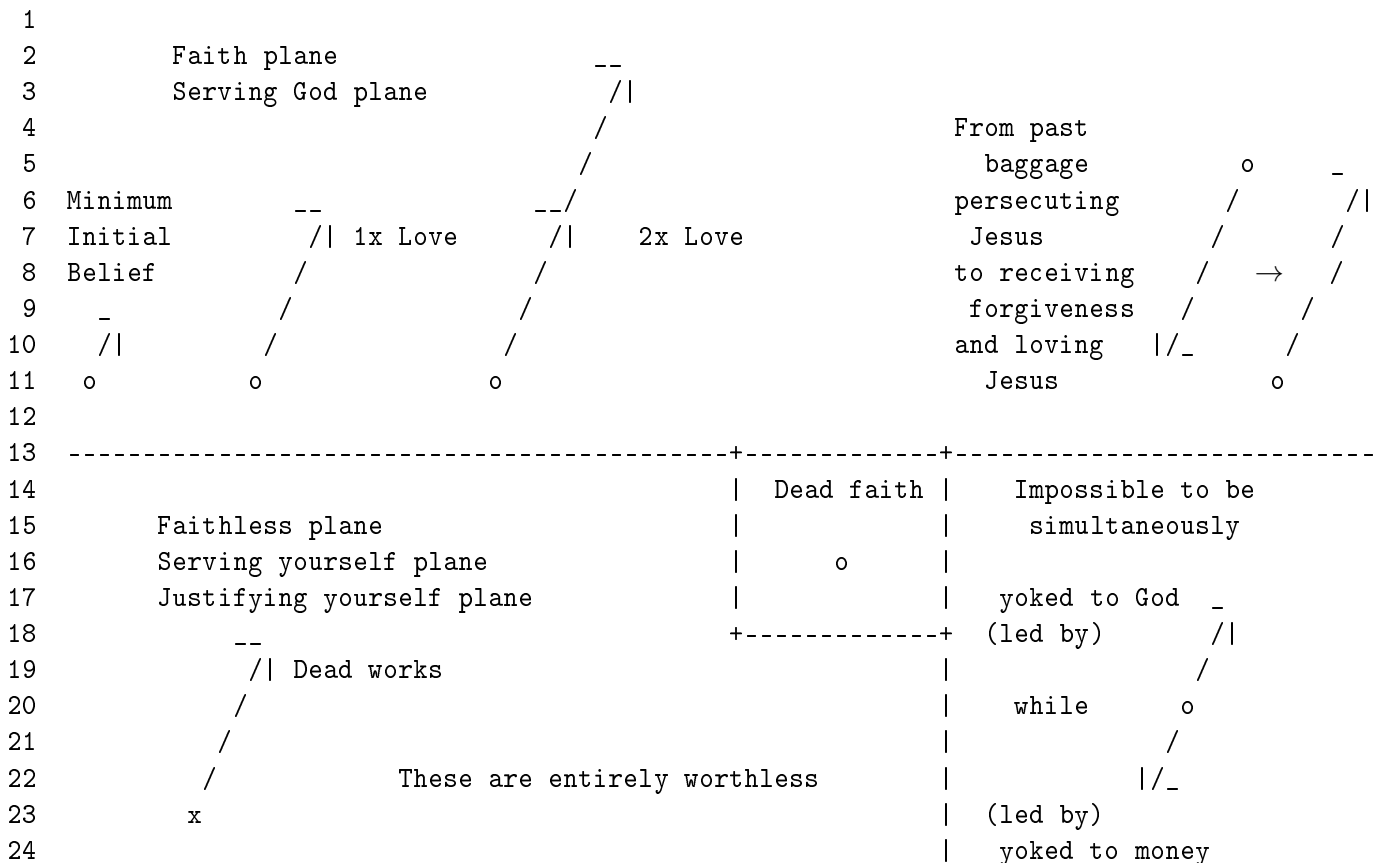 1
2 Faith plane __
3 Serving God plane /|
4 / From past
5 / baggage o _
6 Minimum __ __/ persecuting / /|
7 Initial /| 1x Love /| 2x Love Jesus / /
8 Belief / / to receiving / → /
9 _ / / forgiveness / /
10 /| / / and loving |/_ /
11 o o o Jesus o
12
13 --------------------------------------------+-------------+----------------------------
14 | Dead faith | Impossible to be
15 Faithless plane | | simultaneously
16 Serving yourself plane | o |
17 Justifying yourself plane | | yoked to God _
18 __ +-------------+ (led by) /|
19 /| Dead works | /
20 / | while o
21 / | /
22 / These are entirely worthless | |/_
23 x | (led by)
24 | yoked to money